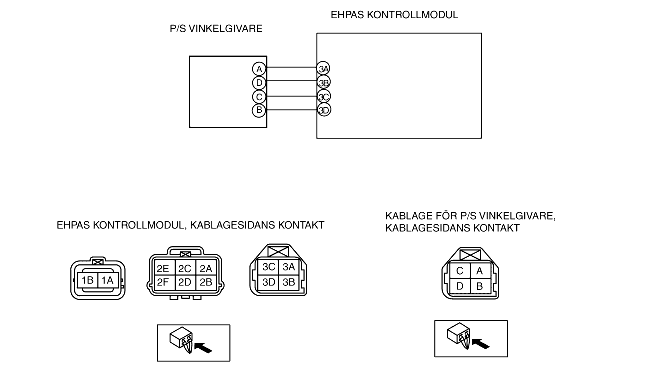 EHPAS KONTROLLMODUL
P/S VINKELGIVARE
A 3A
D 3B
C 3C
B 3D
KABLAGE FÖR P/S VINKELGIVARE,
KABLAGESIDANS KONTAKT
EHPAS KONTROLLMODUL, KABLAGESIDANS KONTAKT
1B 1A
2E 2C 2A
2F 2D 2B
3C 3A
3D 3B
C A
D B